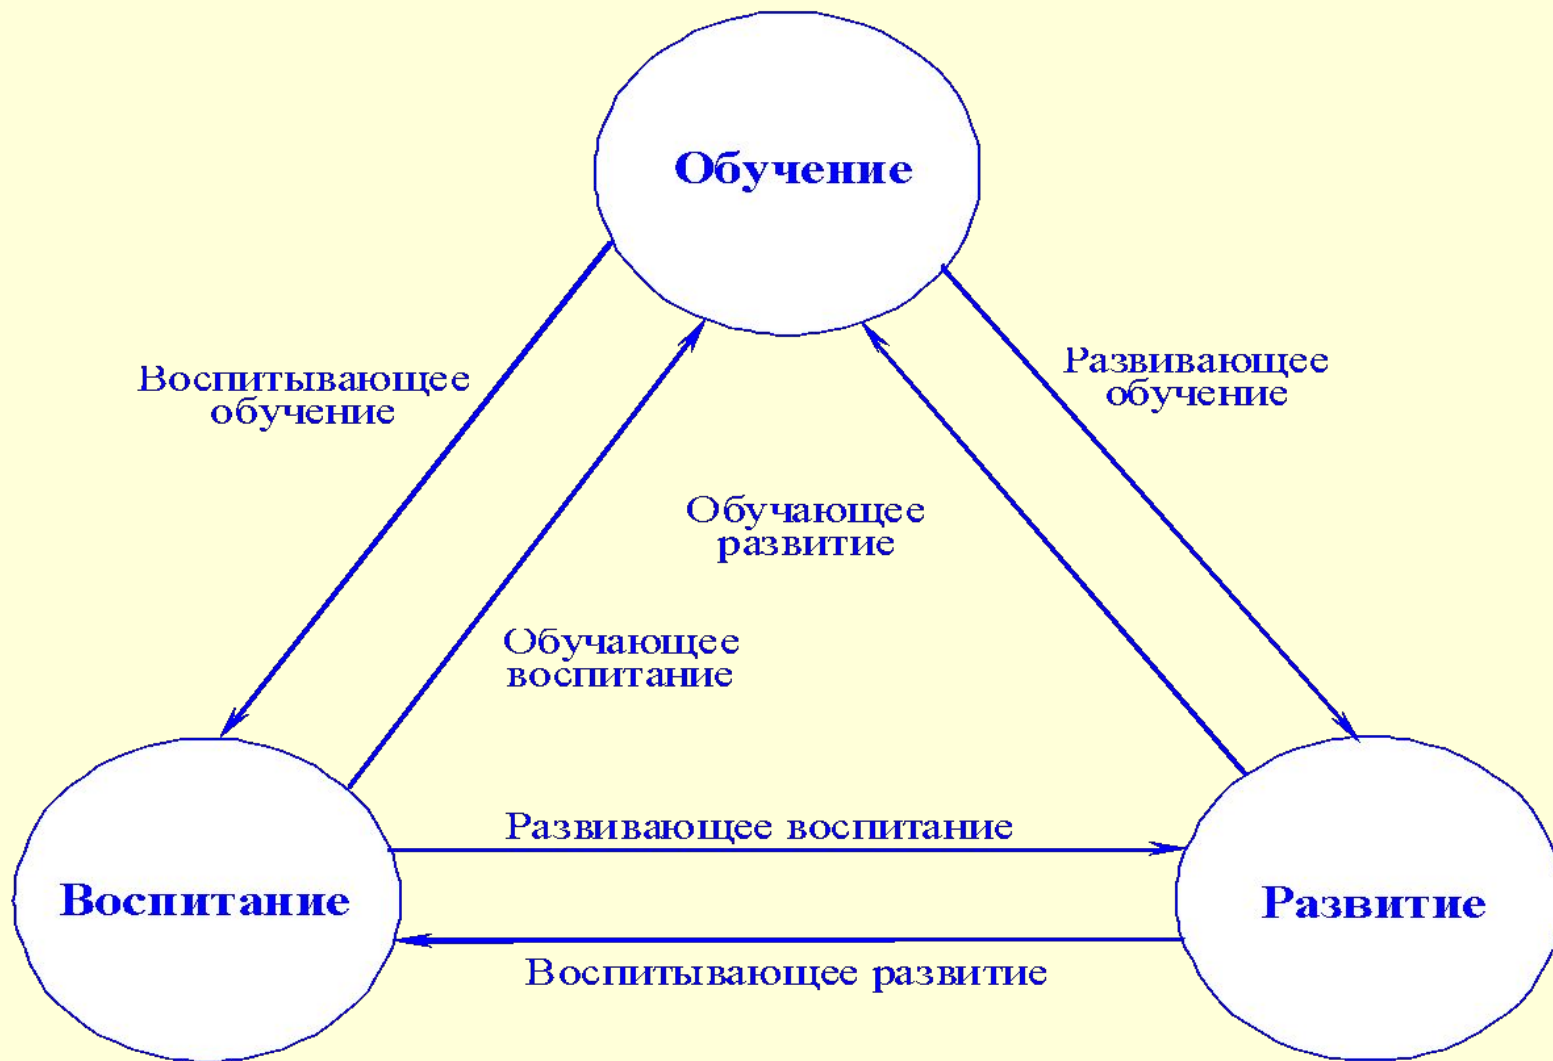 Обучение
Воспитывающее
обучение
Развивающее
обучение
Обучающее
развитие
Обучающее
воспитание
Развивающее воспитание
Воспитание
Развитие
Воспитывающее развитие